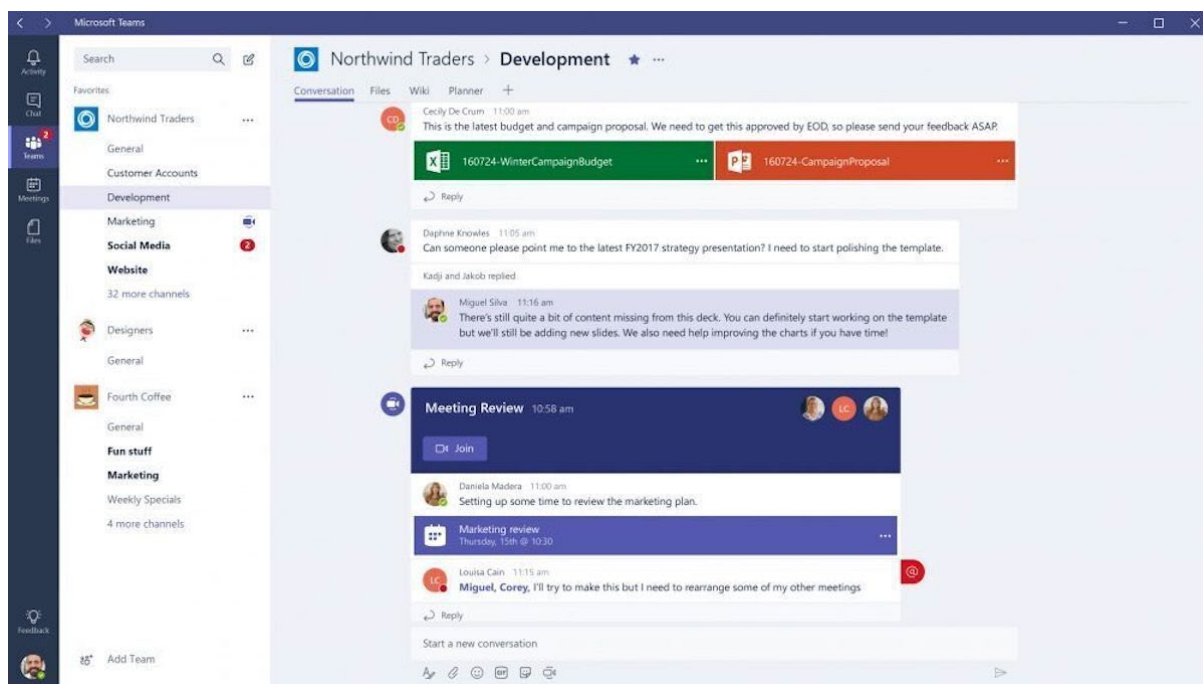 Microsoft Teams
Activity
Chat
2
Teams
Meetings
Files
Feedback
Search
Favorites
Northwind Traders
General
Customer Accounts
Development
Marketing
Social Media 2
Website
32 more channels
Designers
General
Fourth Coffee
General
Fun stuff
Marketing
Weekly Specials
4 more channels
Add Team
Northwind Traders > Development
Conversation Files Wiki Planner
CD
Cecily De Crum 11:00 am
This is the latest budget and campaign proposal. We need to get this approved by EOD, so please send your feedback ASAP.
160724-WinterCampaignBudget 160724-CampaignProposal
Reply
Daphne Knowles 11:05 am
Can someone please point me to the latest FY2017 strategy presentation? I need to start polishing the template.
Kadji and Jakob replied
Miguel Silva 11:16 am
There's still quite a bit of content missing from this deck. You can definitely start working on the template
but we'll still be adding new slides. We also need help improving the charts if you have time!
Reply
Meeting Review 10:58 am
LC
Join
Daniela Madera 11:00 am
Setting up some time to review the marketing plan.
Marketing review
Thursday, 15th @ 10:30
LC
Louisa Cain 11:15 am
Miguel, Corey, I'll try to make this but I need to rearrange some of my other meetings
@
Reply
Start a new conversation
GIF